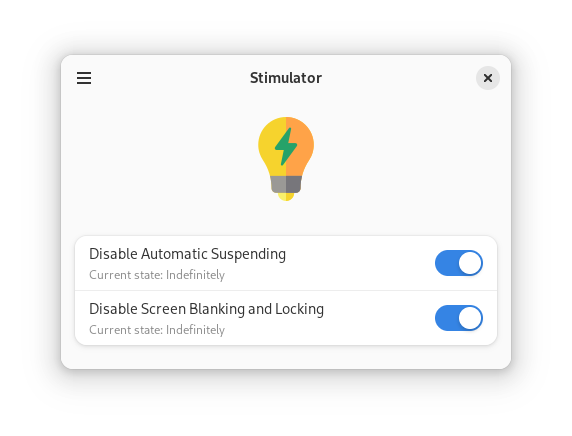 Stimulator
Disable Automatic Suspending
Current state: Indefinitely
Disable Screen Blanking and Locking
Current state: Indefinitely